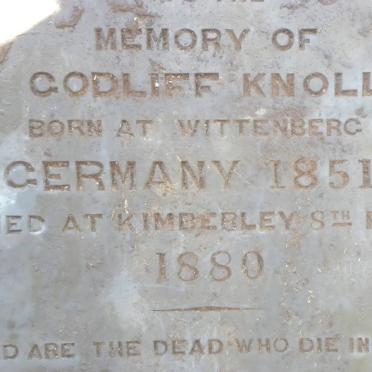 MEMORY OF
GODLIEF KNOLL
BORN AT WITTENBERG
GERMANY 1851
AT KIMBERLEY 8TH
1880
ARE THE DEAD WHO DIE IN